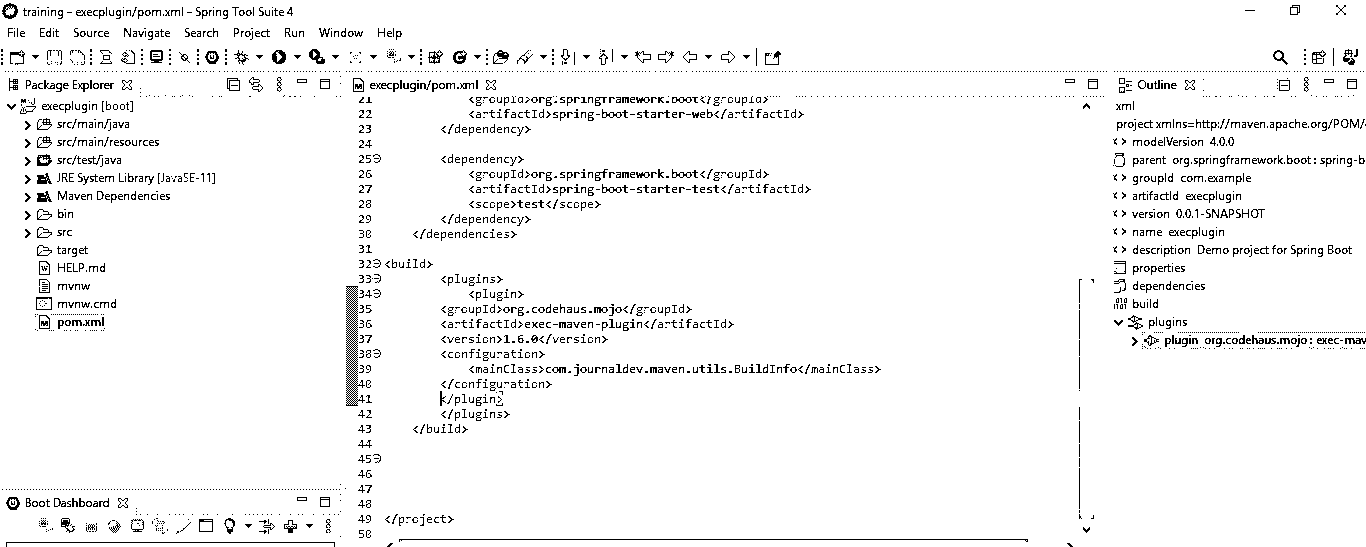 training - execplugin/pom.xml - Spring Tool Suite 4
File Edit Source Navigate Search Project Run Window Help
Package Explorer
execplugin [boot]
src/main/java
src/main/resources
src/test/java
JRE System Library [JavaSE-11]
Maven Dependencies
bin
src
target
HELP.md
mvnw
mvnw.cmd
pom.xml
Boot Dashboard
execplugin/pom.xml
21 <groupId>org.springframework.boot</groupId>
22 <artifactId>spring-boot-starter-web</artifactId>
23 </dependency>
24
25 <dependency>
26 <groupId>org.springframework.boot</groupId>
27 <artifactId>spring-boot-starter-test</artifactId>
28 <scope>test</scope>
29 </dependency>
30 </dependencies>
31
32 <build>
33 <plugins>
34 <plugin>
35 <groupId>org.codehaus.mojo</groupId>
36 <artifactId>exec-maven-plugin</artifactId>
37 <version>1.6.0</version>
38 <configuration>
39 <mainClass>com.journaldev.maven.utils.BuildInfo</mainClass>
40 </configuration>
41 </plugin>
42 </plugins>
43 </build>
44
45
46
47
48
49 </project>
50
Outline
xml
project xmlns=http://maven.apache.org/POM/
modelVersion 4.0.0
parent org.springframework.boot : spring-b
groupId com.example
artifactId execplugin
version 0.0.1-SNAPSHOT
name execplugin
description Demo project for Spring Boot
properties
dependencies
build
plugins
plugin org.codehaus.mojo : exec-mav